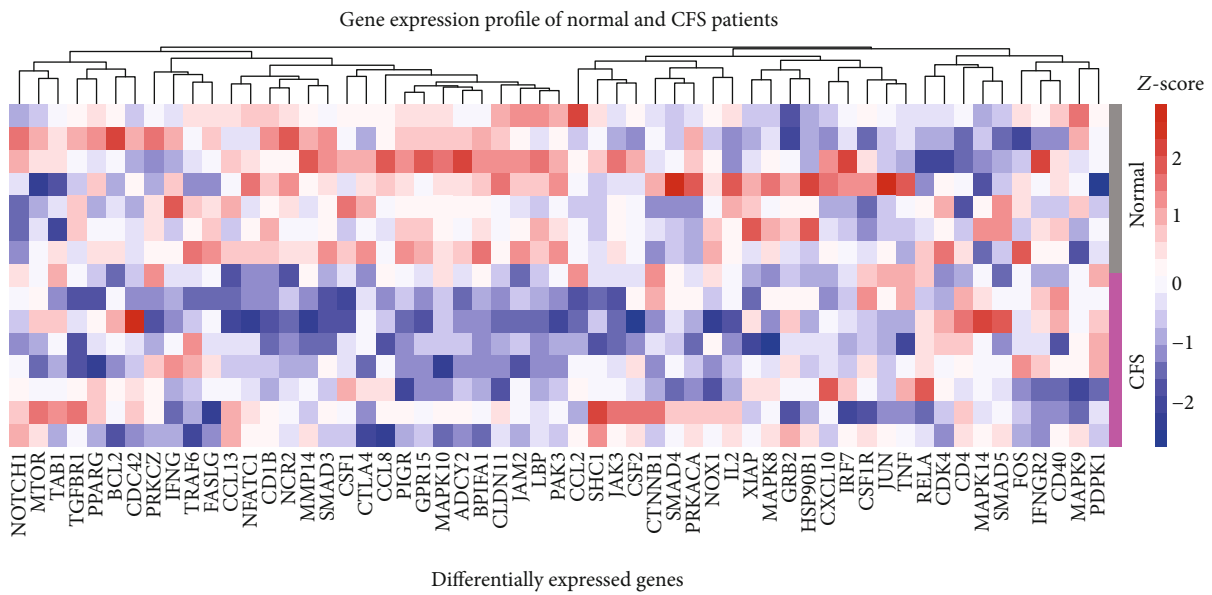 Gene expression profile of normal and CFS patients
Z-score
2
1
0
−1
−2
Normal
CFS
NOTCH1
MTOR
TAB1
TGFBR1
PPARG
BCL2
CDC42
PRKCZ
IFNG
TRAF6
FASLG
CCL13
NFATC1
CD1B
NCR2
MMP14
SMAD3
CSF1
CTLA4
CCL8
PIGR
GPR15
MAPK10
ADCY2
BPIFA1
CLDN11
JAM2
LBP
PAK3
CCL2
SHC1
JAK3
CSF2
CTNNB1
SMAD4
PRKACA
NOX1
IL2
XIAP
MAPK8
GRB2
HSP90B1
CXCL10
IRF7
CSF1R
JUN
TNF
RELA
CDK4
CD4
MAPK14
SMAD5
FOS
IFNGR2
CD40
MAPK9
PDPK1
Differentially expressed genes